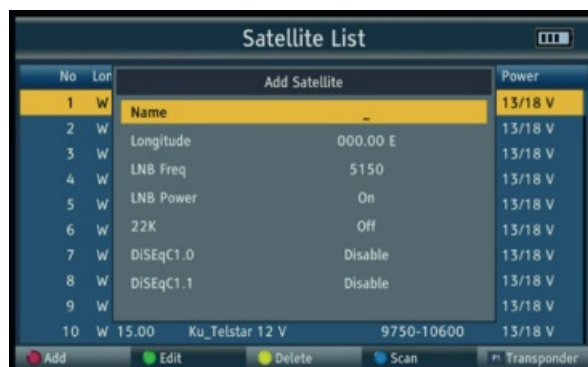 Satellite List
No Lon Power
Add Satellite
1 W 13/18 V
Name _
2 W 13/18 V
Longitude 000.00 E
3 W 13/18 V
LNB Freq 5150
4 W 13/18 V
LNB Power On
5 W 13/18 V
22K Off
6 W 13/18 V
DiSEqC1.0 Disable
7 W 13/18 V
DiSEqC1.1 Disable
8 W 13/18 V
9 W 13/18 V
10 W 15.00 Ku_Telstar 12 V 9750-10600 13/18 V
Add Edit Delete Scan P1 Transponder